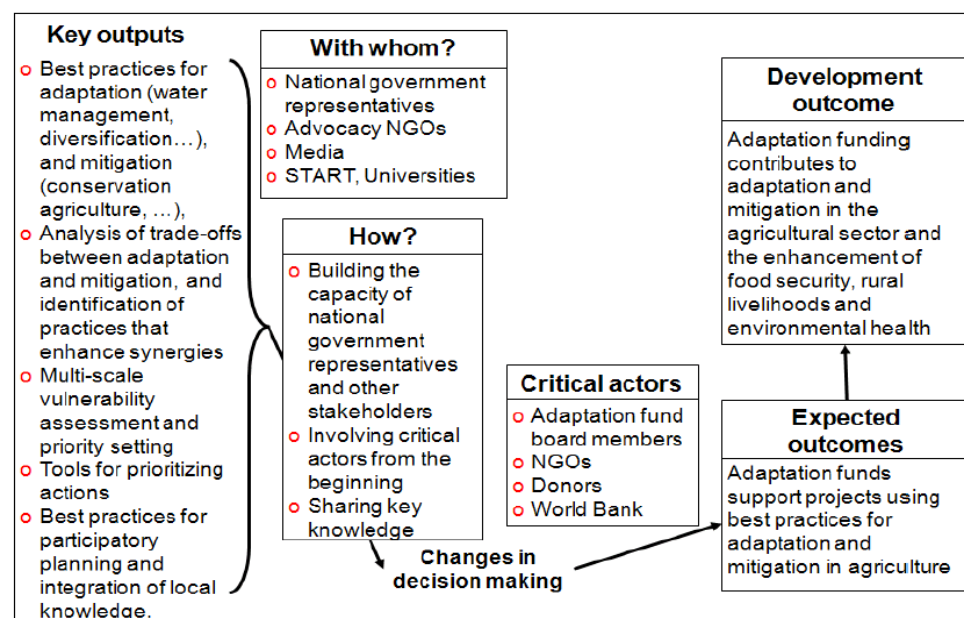 Key outputs
o Best practices for
adaptation (water
management,
diversification…),
and mitigation
(conservation
agriculture, …),
o Analysis of trade-offs
between adaptation
and mitigation, and
identification of
practices that
enhance synergies
o Multi-scale
vulnerability
assessment and
priority setting
o Tools for prioritizing
actions
o Best practices for
participatory
planning and
integration of local
knowledge.
With whom?
o National government
representatives
o Advocacy NGOs
o Media
o START, Universities
How?
o Building the
capacity of
national
government
representatives
and other
stakeholders
o Involving critical
actors from the
beginning
o Sharing key
knowledge
Changes in
decision making
Critical actors
o Adaptation fund
board members
o NGOs
o Donors
o World Bank
Expected
outcomes
Adaptation funds
support projects using
best practices for
adaptation and
mitigation in agriculture
Development
outcome
Adaptation funding
contributes to
adaptation and
mitigation in the
agricultural sector and
the enhancement of
food security, rural
livelihoods and
environmental health